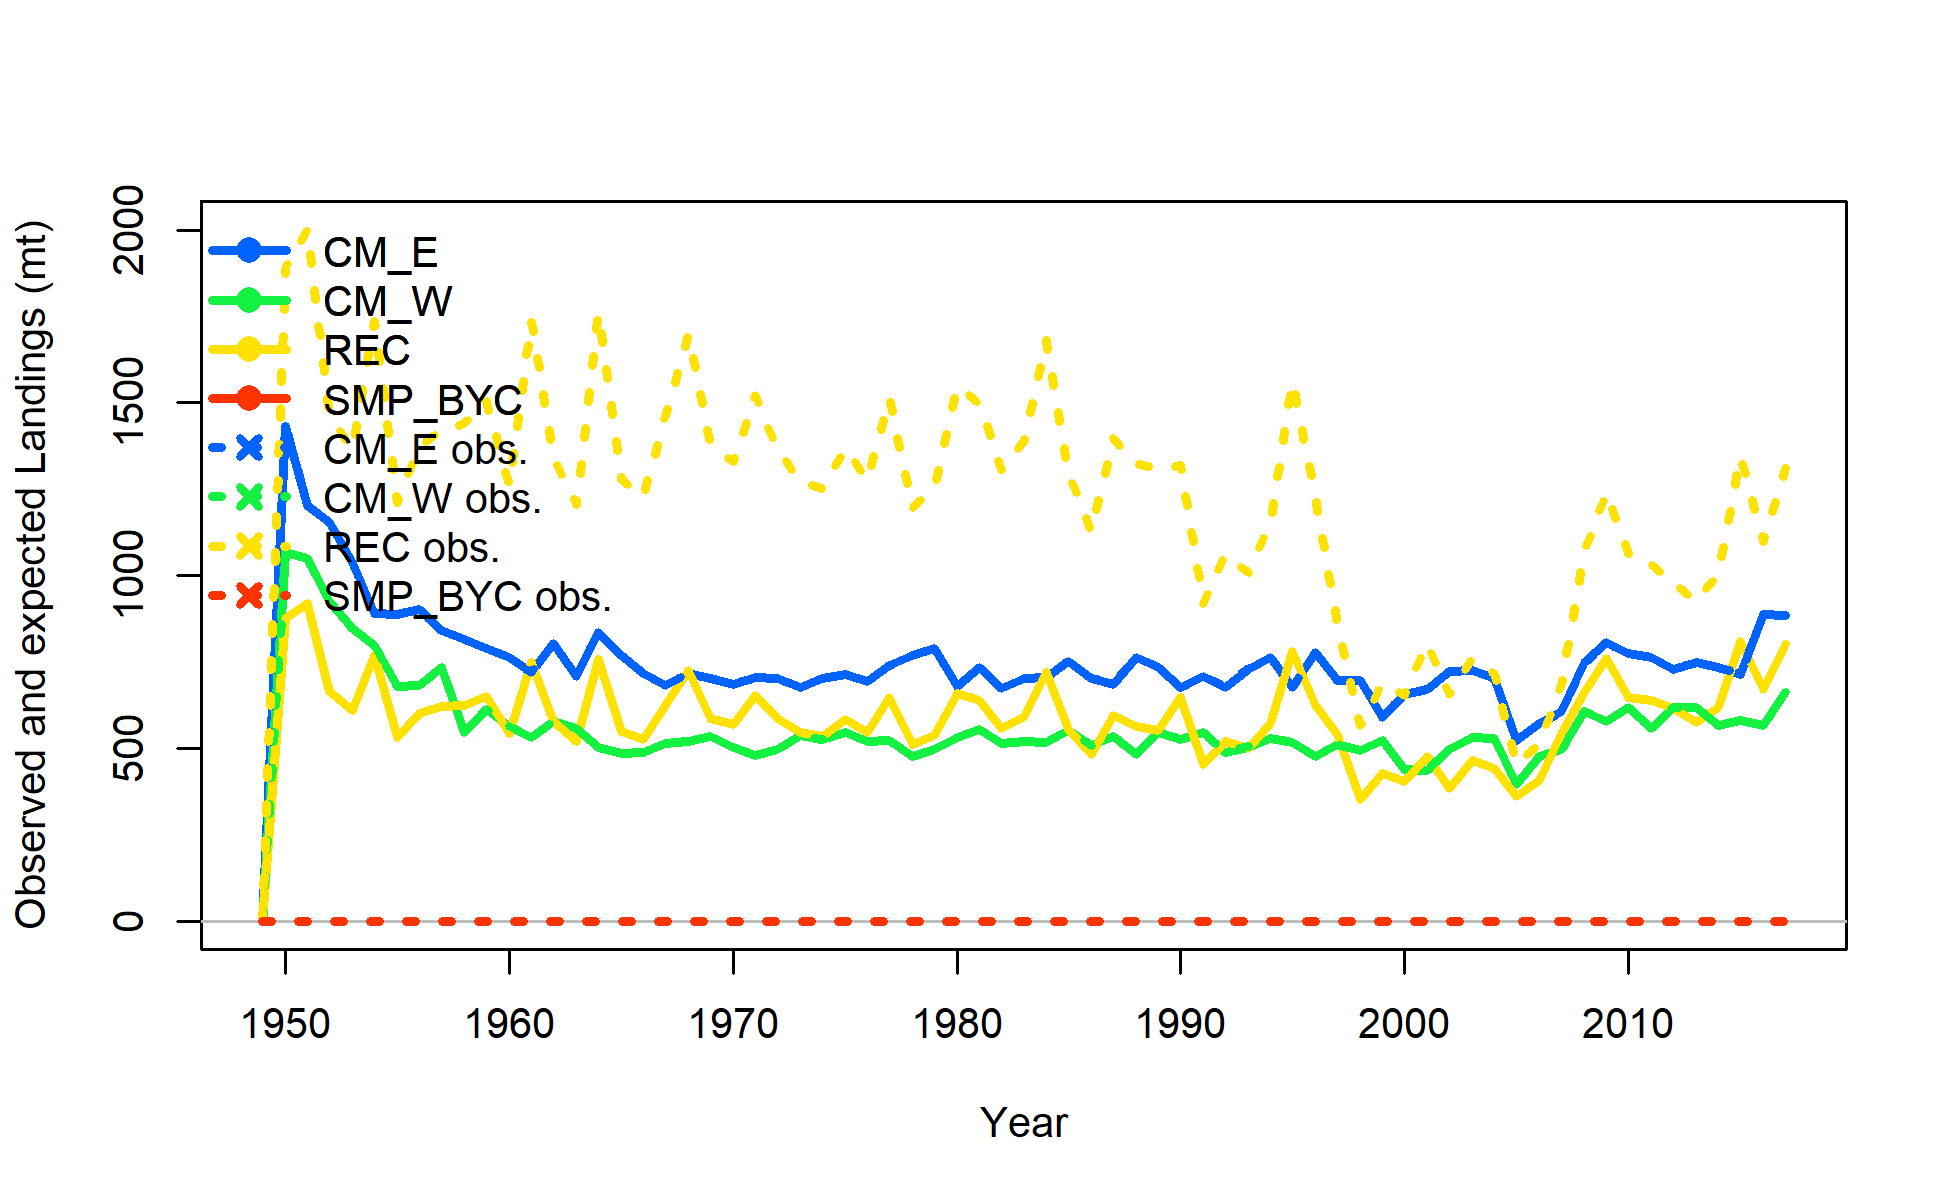 Observed and expected Landings (mt)
2000
1500
1000
500
0
CM_E
CM_W
REC
SMP_BYC
CM_E obs.
CM_W obs.
REC obs.
SMP_BYC obs.
1950 1960 1970 1980 1990 2000 2010
Year